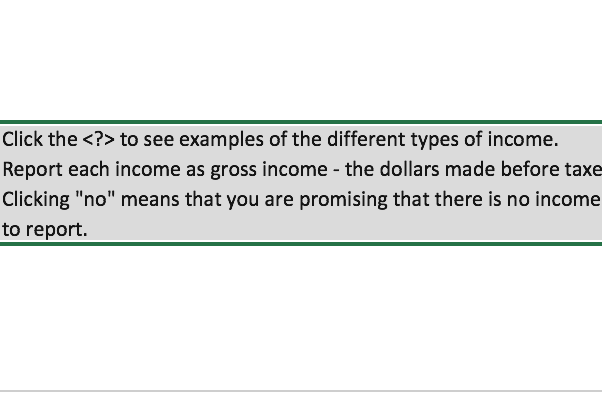 Click the <?> to see examples of the different types of income.
Report each income as gross income - the dollars made before taxe
Clicking "no" means that you are promising that there is no income
to report.